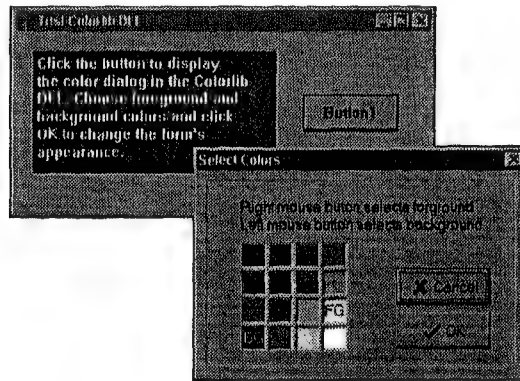 Test Colorlib DLL
Click the button to display
the color dialog in the Colorlib
DLL. Choose foreground and
background colors and click
OK to change the form's
appearance.
Button1
Select Colors
Right mouse button selects forground
Left mouse button selects background
FG
BG
Cancel
OK